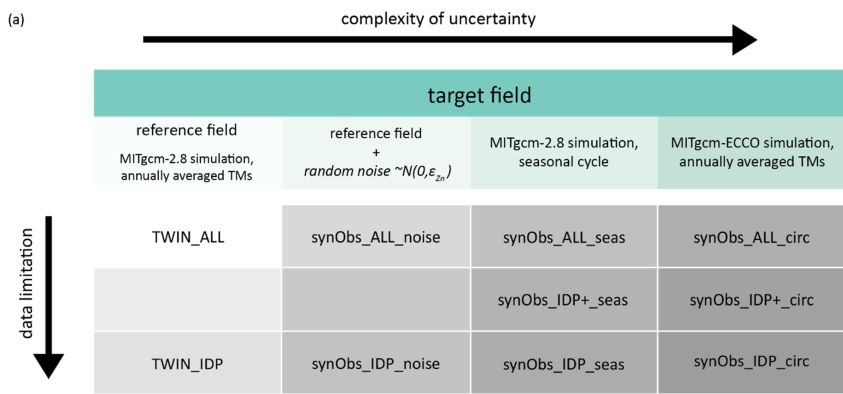 (a)
complexity of uncertainty
target field
reference field
MITgcm-2.8 simulation,
annually averaged TMs
reference field
+
random noise ~N(0,εZn)
MITgcm-2.8 simulation,
seasonal cycle
MITgcm-ECCO simulation,
annually averaged TMs
data limitation
TWIN_ALL
synObs_ALL_noise
synObs_ALL_seas
synObs_ALL_circ
synObs_IDP+_seas
synObs_IDP+_circ
TWIN_IDP
synObs_IDP_noise
synObs_IDP_seas
synObs_IDP_circ